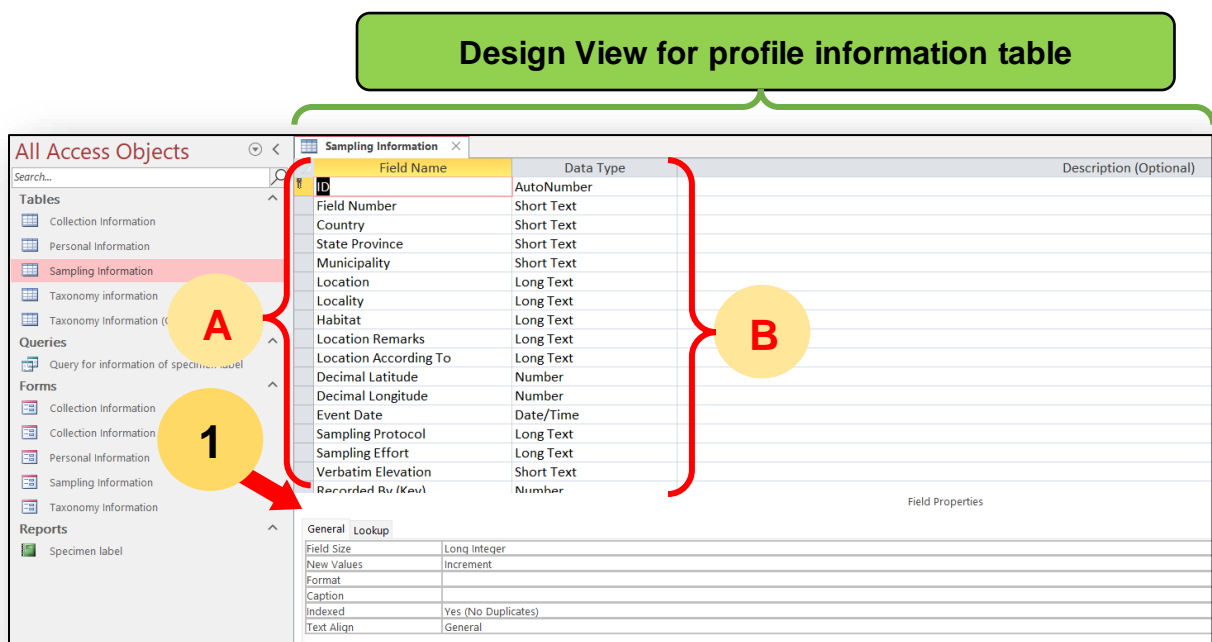 Design View for profile information table
All Access Objects
Search...
Tables
Collection Information
Personal Information
Sampling Information
Taxonomy information
Taxonomy Information
Queries
Query for information of specimen label
Forms
Collection Information
Collection Information
Personal Information
Sampling Information
Taxonomy Information
Reports
Specimen label
A
1
Sampling Information
Field Name Data Type Description (Optional)
ID AutoNumber
Field Number Short Text
Country Short Text
State Province Short Text
Municipality Short Text
Location Long Text
Locality Long Text
Habitat Long Text
Location Remarks Long Text
Location According To Long Text
Decimal Latitude Number
Decimal Longitude Number
Event Date Date/Time
Sampling Protocol Long Text
Sampling Effort Long Text
Verbatim Elevation Short Text
Recorded By (Key) Number
B
Field Properties
General Lookup
Field Size Long Integer
New Values Increment
Format
Caption
Indexed Yes (No Duplicates)
Text Align General